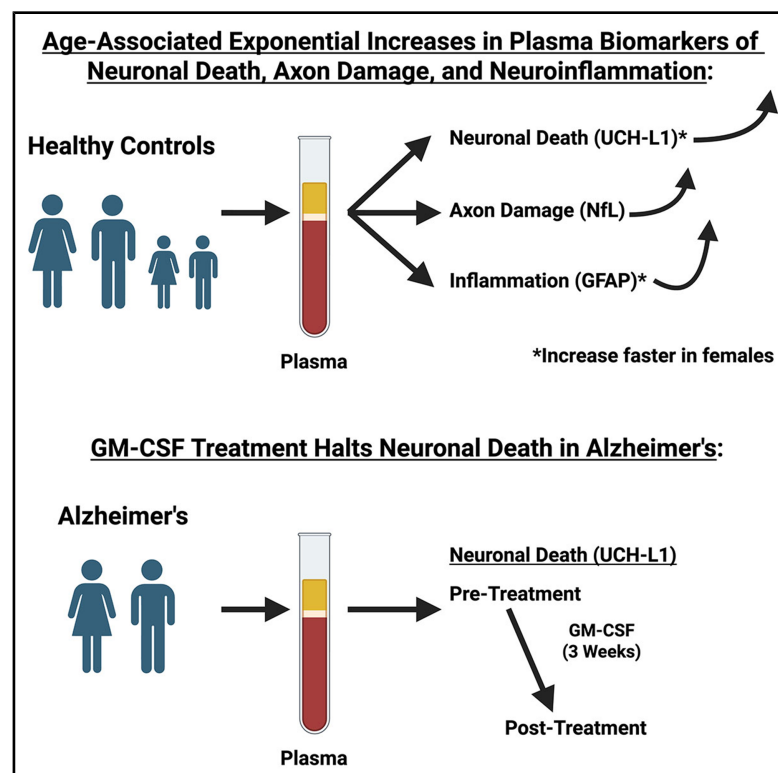 Age-Associated Exponential Increases in Plasma Biomarkers of
Neuronal Death, Axon Damage, and Neuroinflammation:
Healthy Controls
Neuronal Death (UCH-L1)*
Axon Damage (NfL)
Inflammation (GFAP)*
Plasma
*Increase faster in females
GM-CSF Treatment Halts Neuronal Death in Alzheimer's:
Alzheimer's
Neuronal Death (UCH-L1)
Pre-Treatment
GM-CSF
(3 Weeks)
Post-Treatment
Plasma